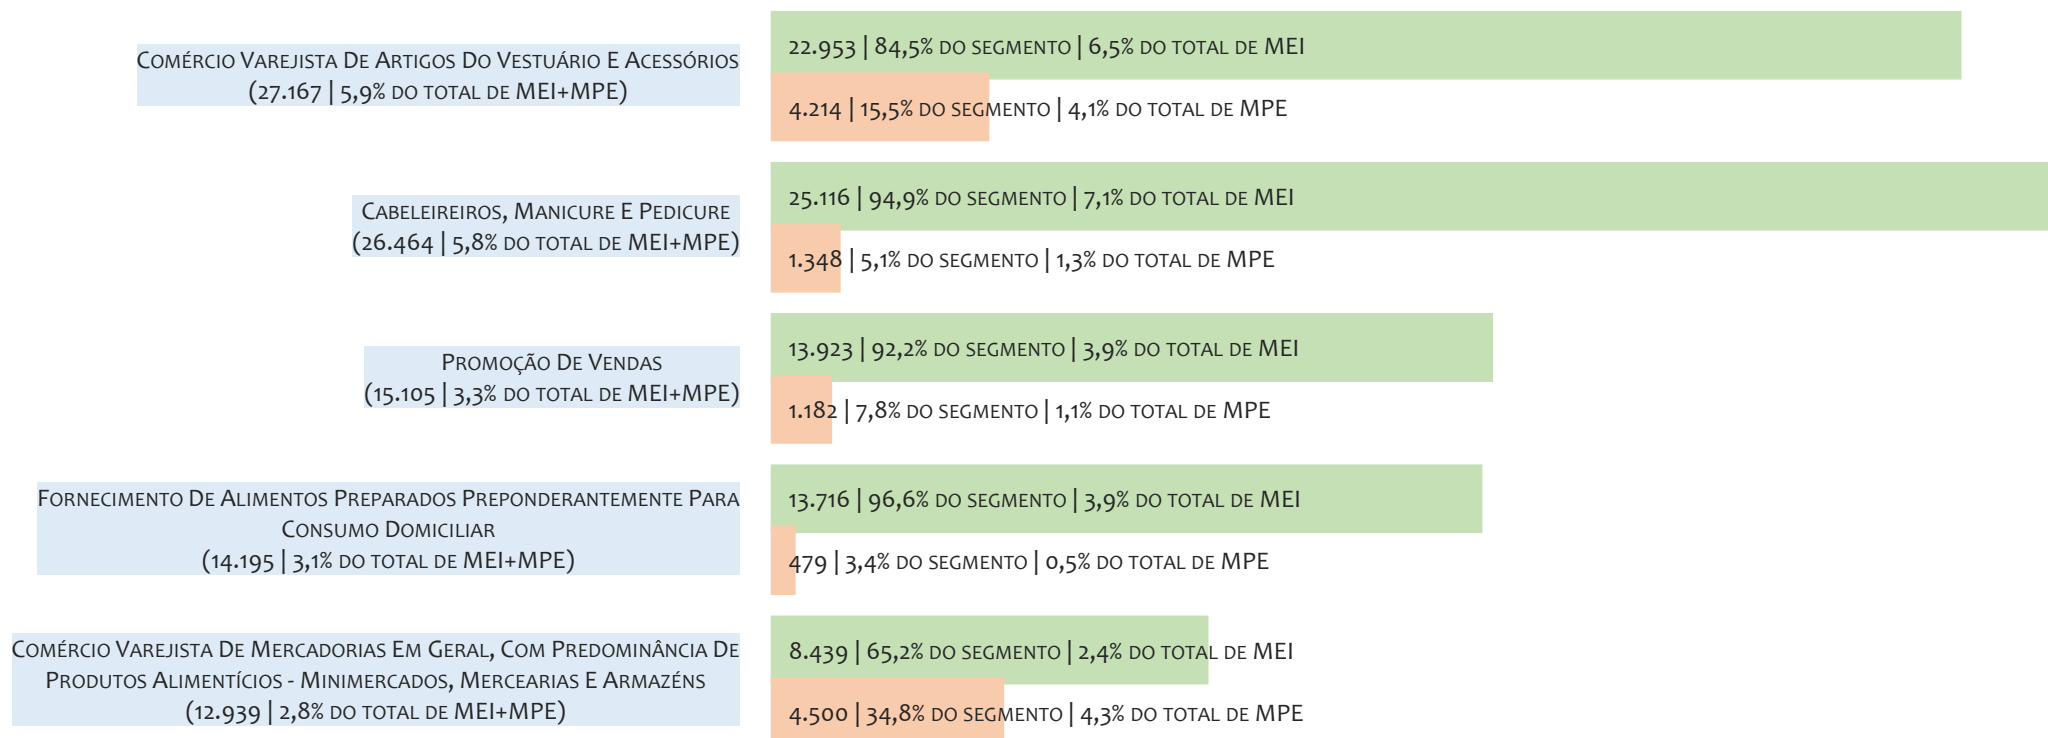 Comércio Varejista De Artigos Do Vestuário E Acessórios
(27.167 | 5,9% do total de MEI+MPE)
22.953 | 84,5% do segmento | 6,5% do total de MEI
4.214 | 15,5% do segmento | 4,1% do total de MPE
Cabeleireiros, Manicure E Pedicure
(26.464 | 5,8% do total de MEI+MPE)
25.116 | 94,9% do segmento | 7,1% do total de MEI
1.348 | 5,1% do segmento | 1,3% do total de MPE
Promoção De Vendas
(15.105 | 3,3% do total de MEI+MPE)
13.923 | 92,2% do segmento | 3,9% do total de MEI
1.182 | 7,8% do segmento | 1,1% do total de MPE
Fornecimento De Alimentos Preparados Preponderantemente Para
Consumo Domiciliar
(14.195 | 3,1% do total de MEI+MPE)
13.716 | 96,6% do segmento | 3,9% do total de MEI
479 | 3,4% do segmento | 0,5% do total de MPE
Comércio Varejista De Mercadorias Em Geral, Com Predominância De
Produtos Alimentícios - Minimercados, Mercearias E Armazéns
(12.939 | 2,8% do total de MEI+MPE)
8.439 | 65,2% do segmento | 2,4% do total de MEI
4.500 | 34,8% do segmento | 4,3% do total de MPE